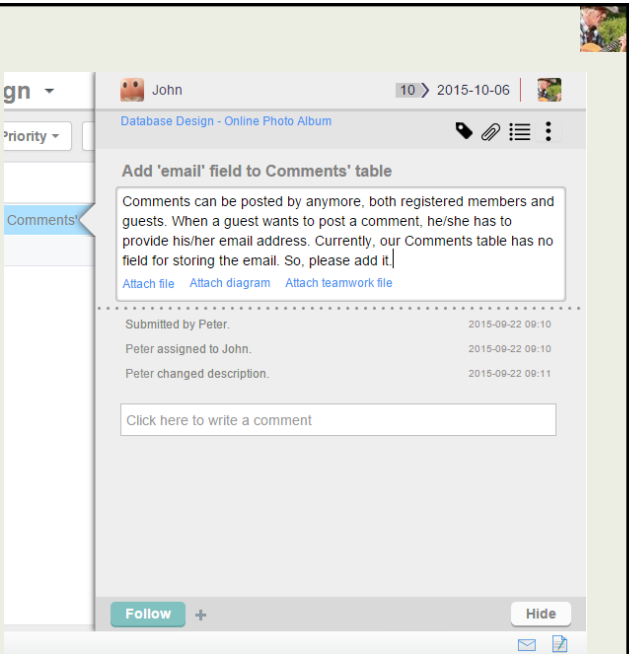 gn
John
10
2015-10-06
Priority
Database Design - Online Photo Album
Add 'email' field to Comments' table
Comments'
Comments can be posted by anymore, both registered members and
guests. When a guest wants to post a comment, he/she has to
provide his/her email address. Currently, our Comments table has no
field for storing the email. So, please add it.
Attach file Attach diagram Attach teamwork file
Submitted by Peter. 2015-09-22 09:10
Peter assigned to John. 2015-09-22 09:10
Peter changed description. 2015-09-22 09:11
Click here to write a comment
Follow +
Hide